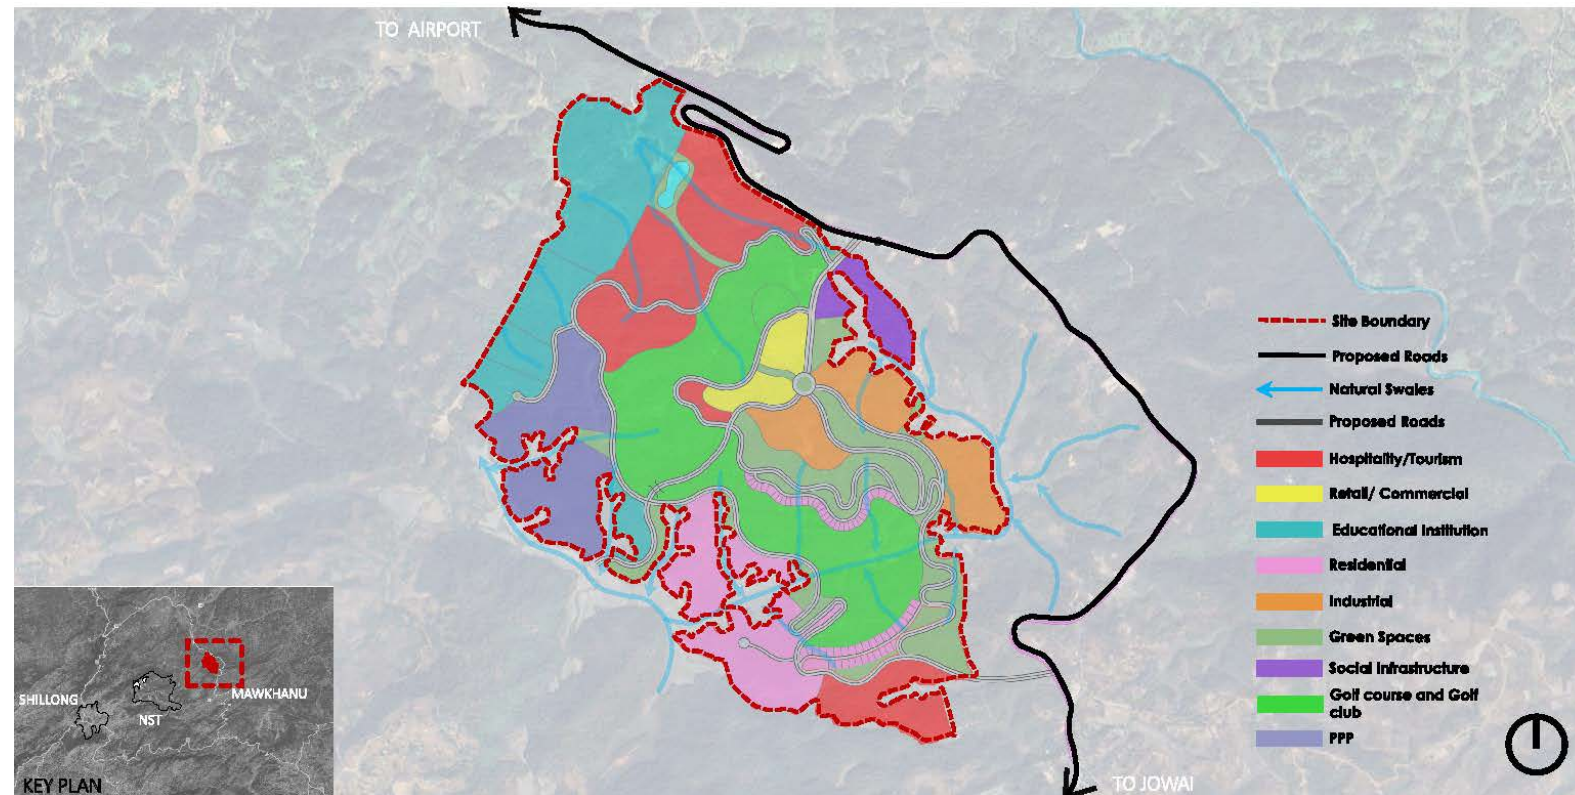 TO AIRPORT
Site Boundary
Proposed Roads
Natural Swales
Proposed Roads
Hospitality/Tourism
Retail/ Commercial
Educational Institution
Residential
Industrial
Green Spaces
Social Infrastructure
Golf course and Golf
club
PPP
SHILLONG
NST
MAWKHANU
KEY PLAN
TO JOWAI